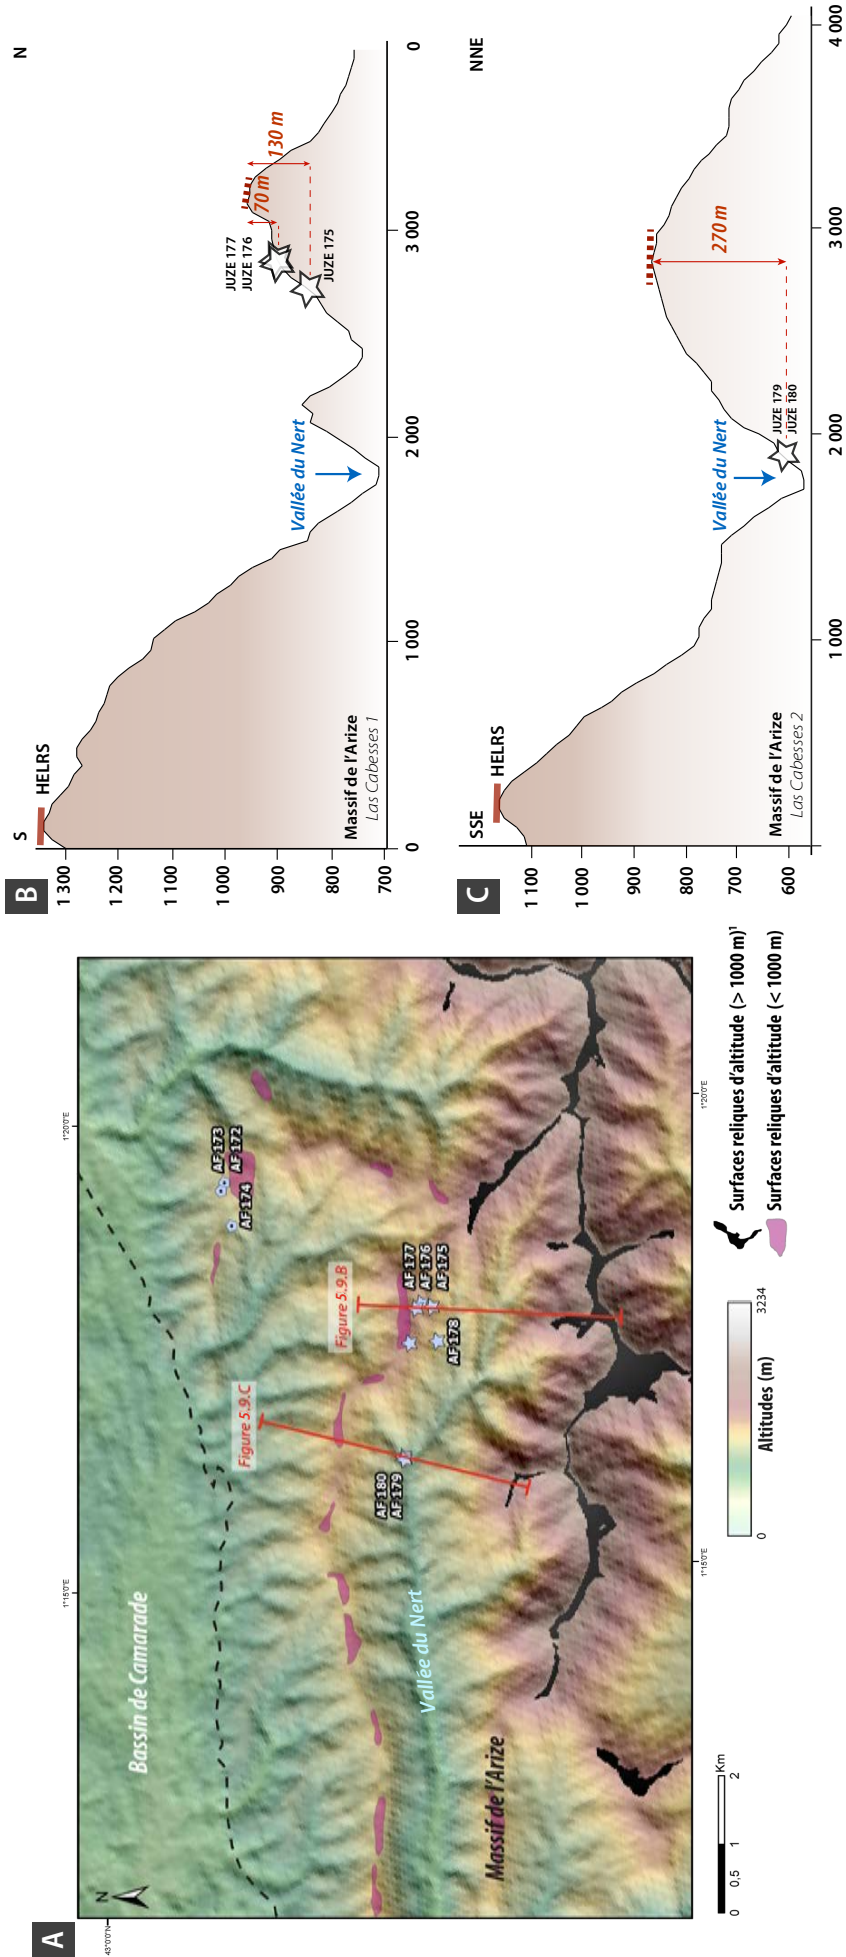 A
N
43°0'0"N
1°15'0"E
1°20'0"E
Bassin de Camarade
Figure 5.9.C
Figure 5.9.B
AF 173
AF 172
AF 174
AF 177
AF 176
AF 175
AF 178
AF 180
AF 179
Vallée du Nert
Massif de l'Arize
1°15'0"E
1°20'0"E
0
0,5
1
2
Km
0
3234
Altitudes (m)
Surfaces reliques d'altitude (> 1000 m)¹
Surfaces reliques d'altitude (< 1000 m)
B
S
N
HELRS
1 300
1 200
1 100
1 000
900
800
700
Vallée du Nert
JUZE 177
JUZE 176
JUZE 175
70 m
130 m
Massif de l'Arize
Las Cabesses 1
0
1 000
2 000
3 000
0
C
SSE
NNE
HELRS
1 100
1 000
900
800
700
600
Vallée du Nert
JUZE 179
JUZE 180
270 m
Massif de l'Arize
Las Cabesses 2
1 000
2 000
3 000
4 000